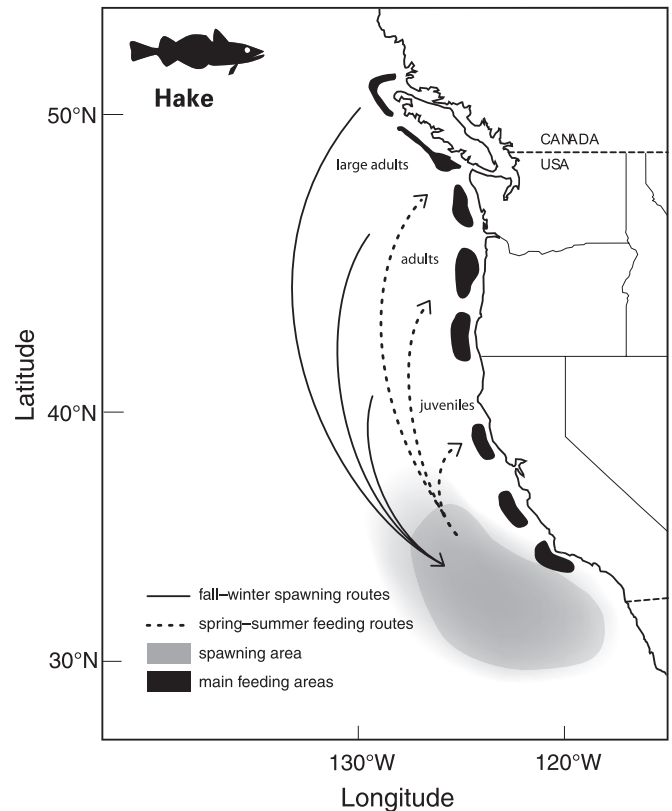 Hake
50°N
CANADA
USA
large adults
adults
Latitude
40°N
juveniles
fall–winter spawning routes
spring–summer feeding routes
spawning area
30°N
main feeding areas
130°W
120°W
Longitude